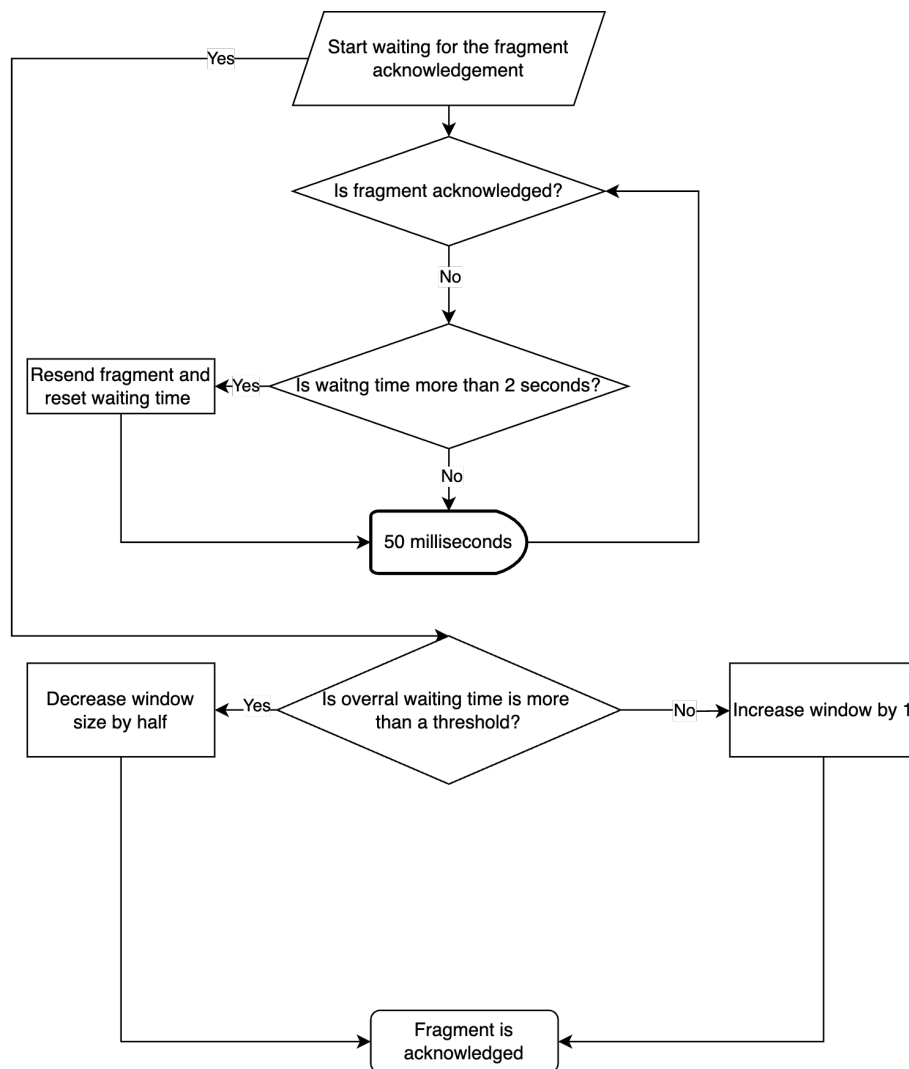 Start waiting for the fragment
acknowledgement
Yes
Is fragment acknowledged?
No
Resend fragment and
reset waiting time
Yes
Is waitng time more than 2 seconds?
No
50 milliseconds
Decrease window
size by half
Yes
Is overral waiting time is more
than a threshold?
No
Increase window by 1
Fragment is
acknowledged